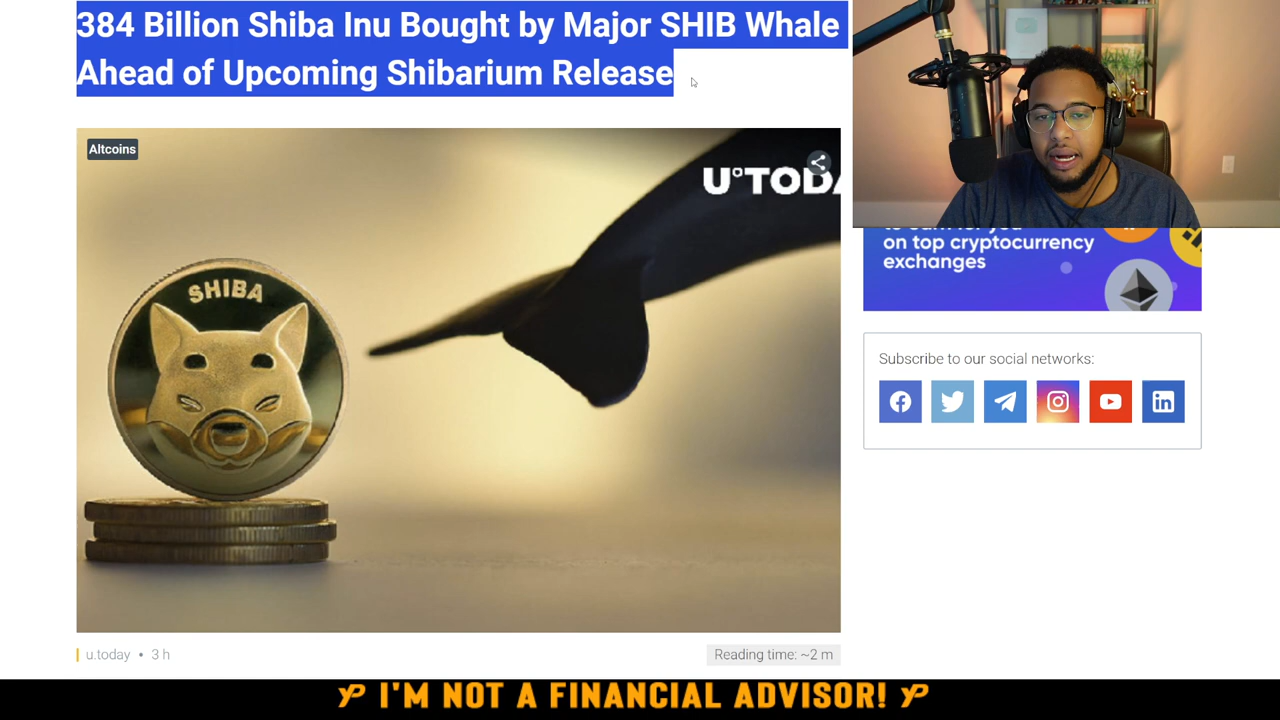 384 Billion Shiba Inu Bought by Major SHIB Whale
Ahead of Upcoming Shibarium Release
Altcoins
U°TODA
SHIBA
on top cryptocurrency
exchanges
Subscribe to our social networks:
u.today • 3 h
Reading time: ~2 m
I'M NOT A FINANCIAL ADVISOR!